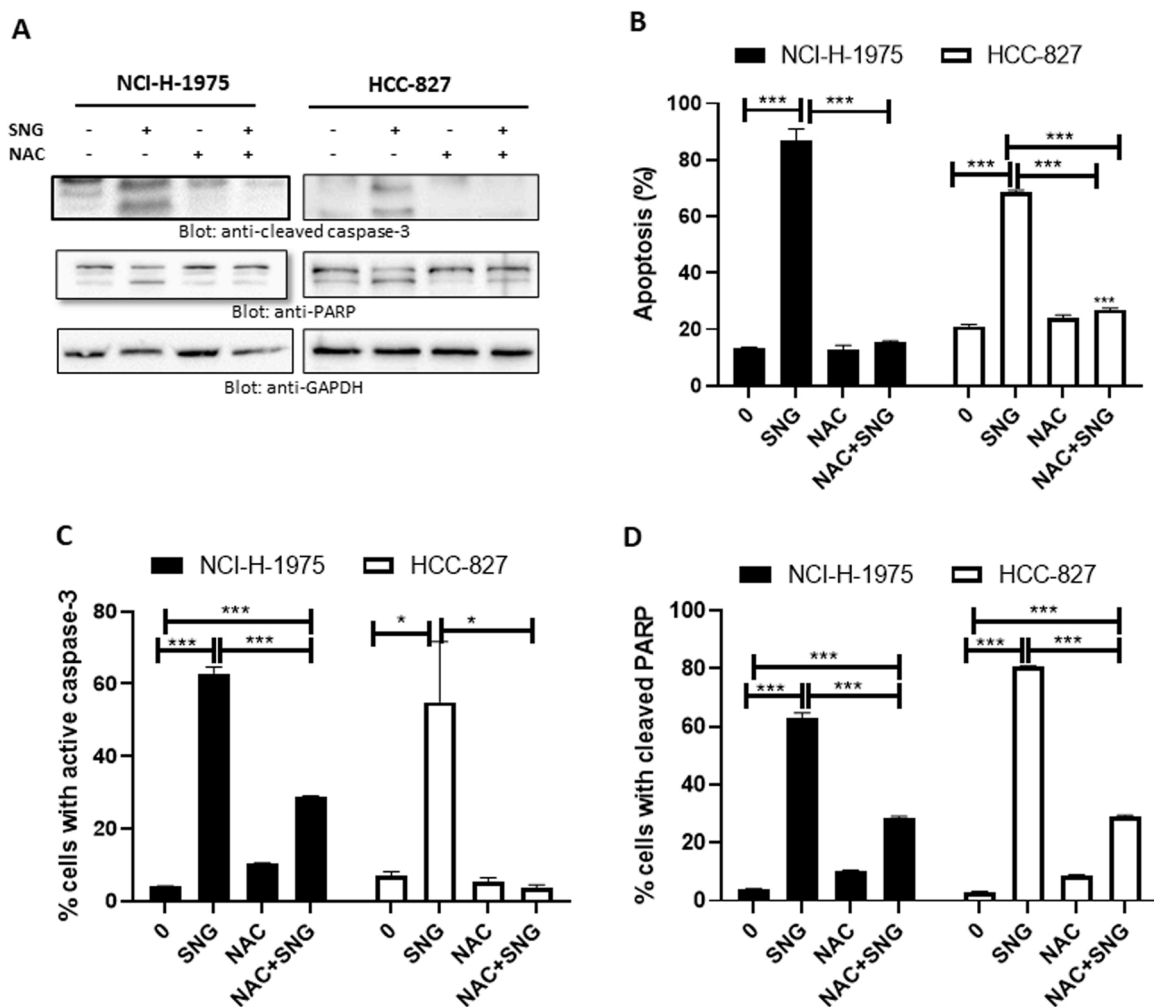 A
NCI-H-1975 HCC-827
SNG - + - + - + - +
NAC - - + + - - + +
Blot: anti-cleaved caspase-3
Blot: anti-PARP
Blot: anti-GAPDH
B
NCI-H-1975 HCC-827
*** ***
***
*** ***
***
Apoptosis (%)
100
80
60
40
20
0
0 SNG NAC NAC+SNG 0 SNG NAC NAC+SNG
C
NCI-H-1975 HCC-827
***
*** ***
* *
% cells with active caspase-3
80
60
40
20
0
0 SNG NAC NAC+SNG 0 SNG NAC NAC+SNG
D
NCI-H-1975 HCC-827
***
*** ***
***
*** ***
% cells with cleaved PARP
100
80
60
40
20
0
0 SNG NAC NAC+SNG 0 SNG NAC NAC+SNG